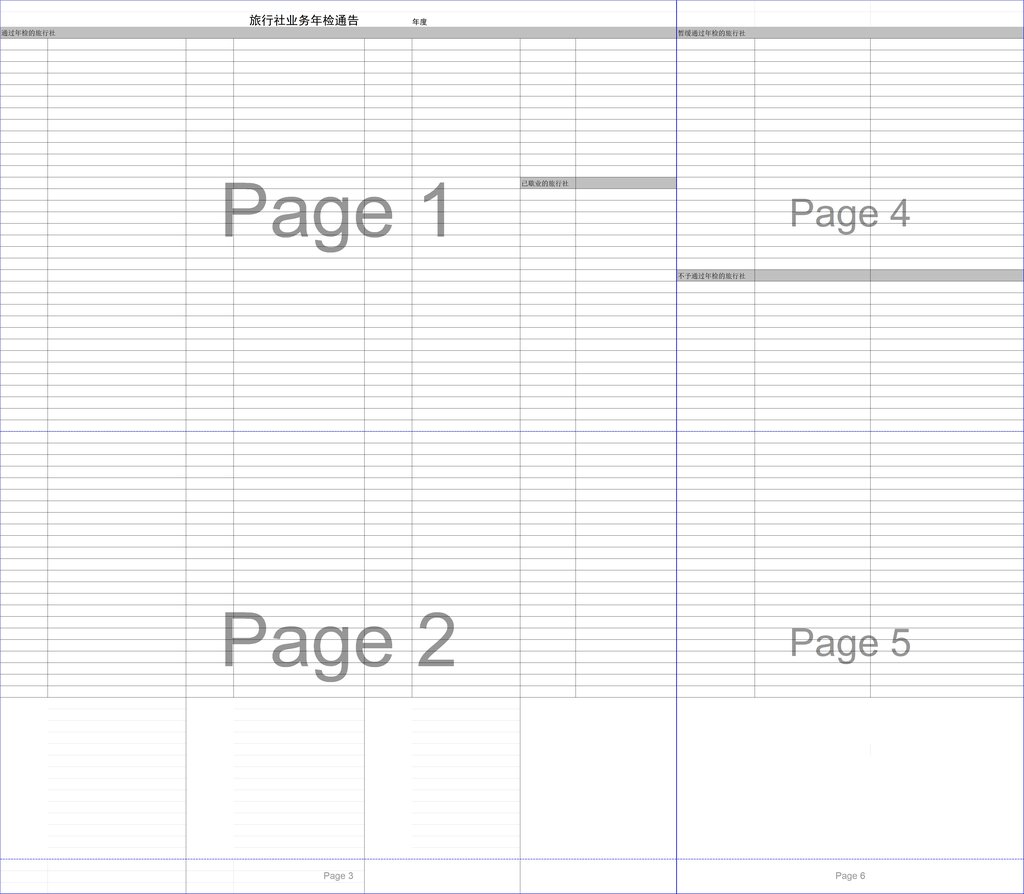 旅行社业务年检通告 年度
通过年检的旅行社
暂缓通过年检的旅行社
已歇业的旅行社
Page 1
Page 4
不予通过年检的旅行社
Page 2
Page 5
Page 3
Page 6